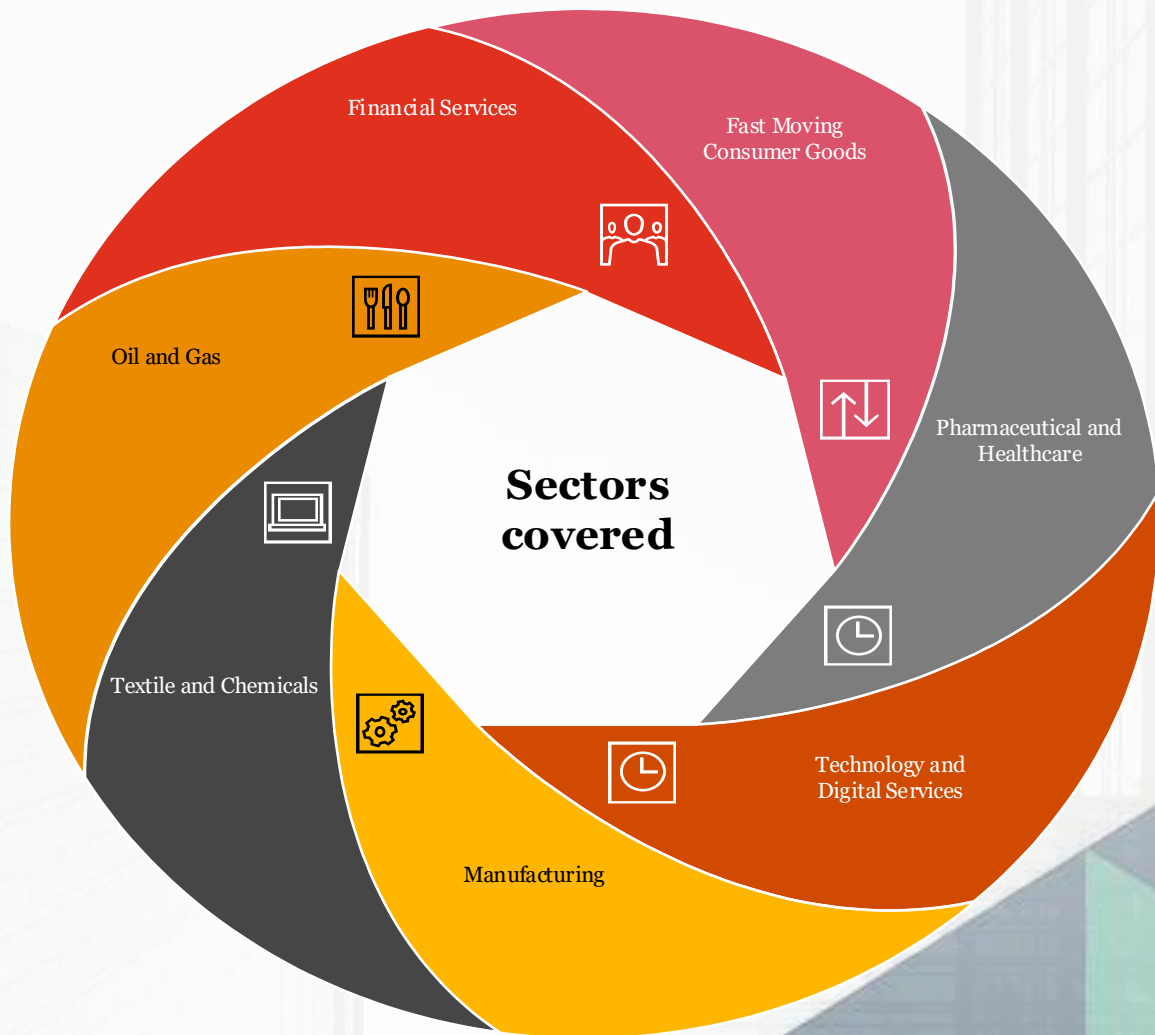 Financial Services
Fast Moving
Consumer Goods
Oil and Gas
Pharmaceutical and
Healthcare
Sectors
covered
Textile and Chemicals
Technology and
Digital Services
Manufacturing